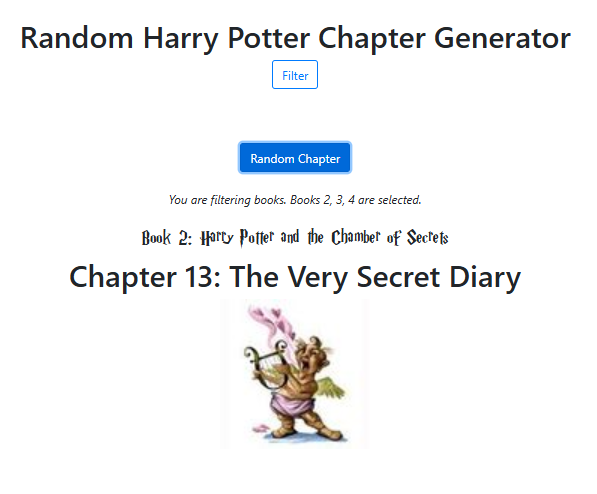 Random Harry Potter Chapter Generator
Filter
Random Chapter
You are filtering books. Books 2, 3, 4 are selected.
Book 2: Harry Potter and the Chamber of Secrets
Chapter 13: The Very Secret Diary